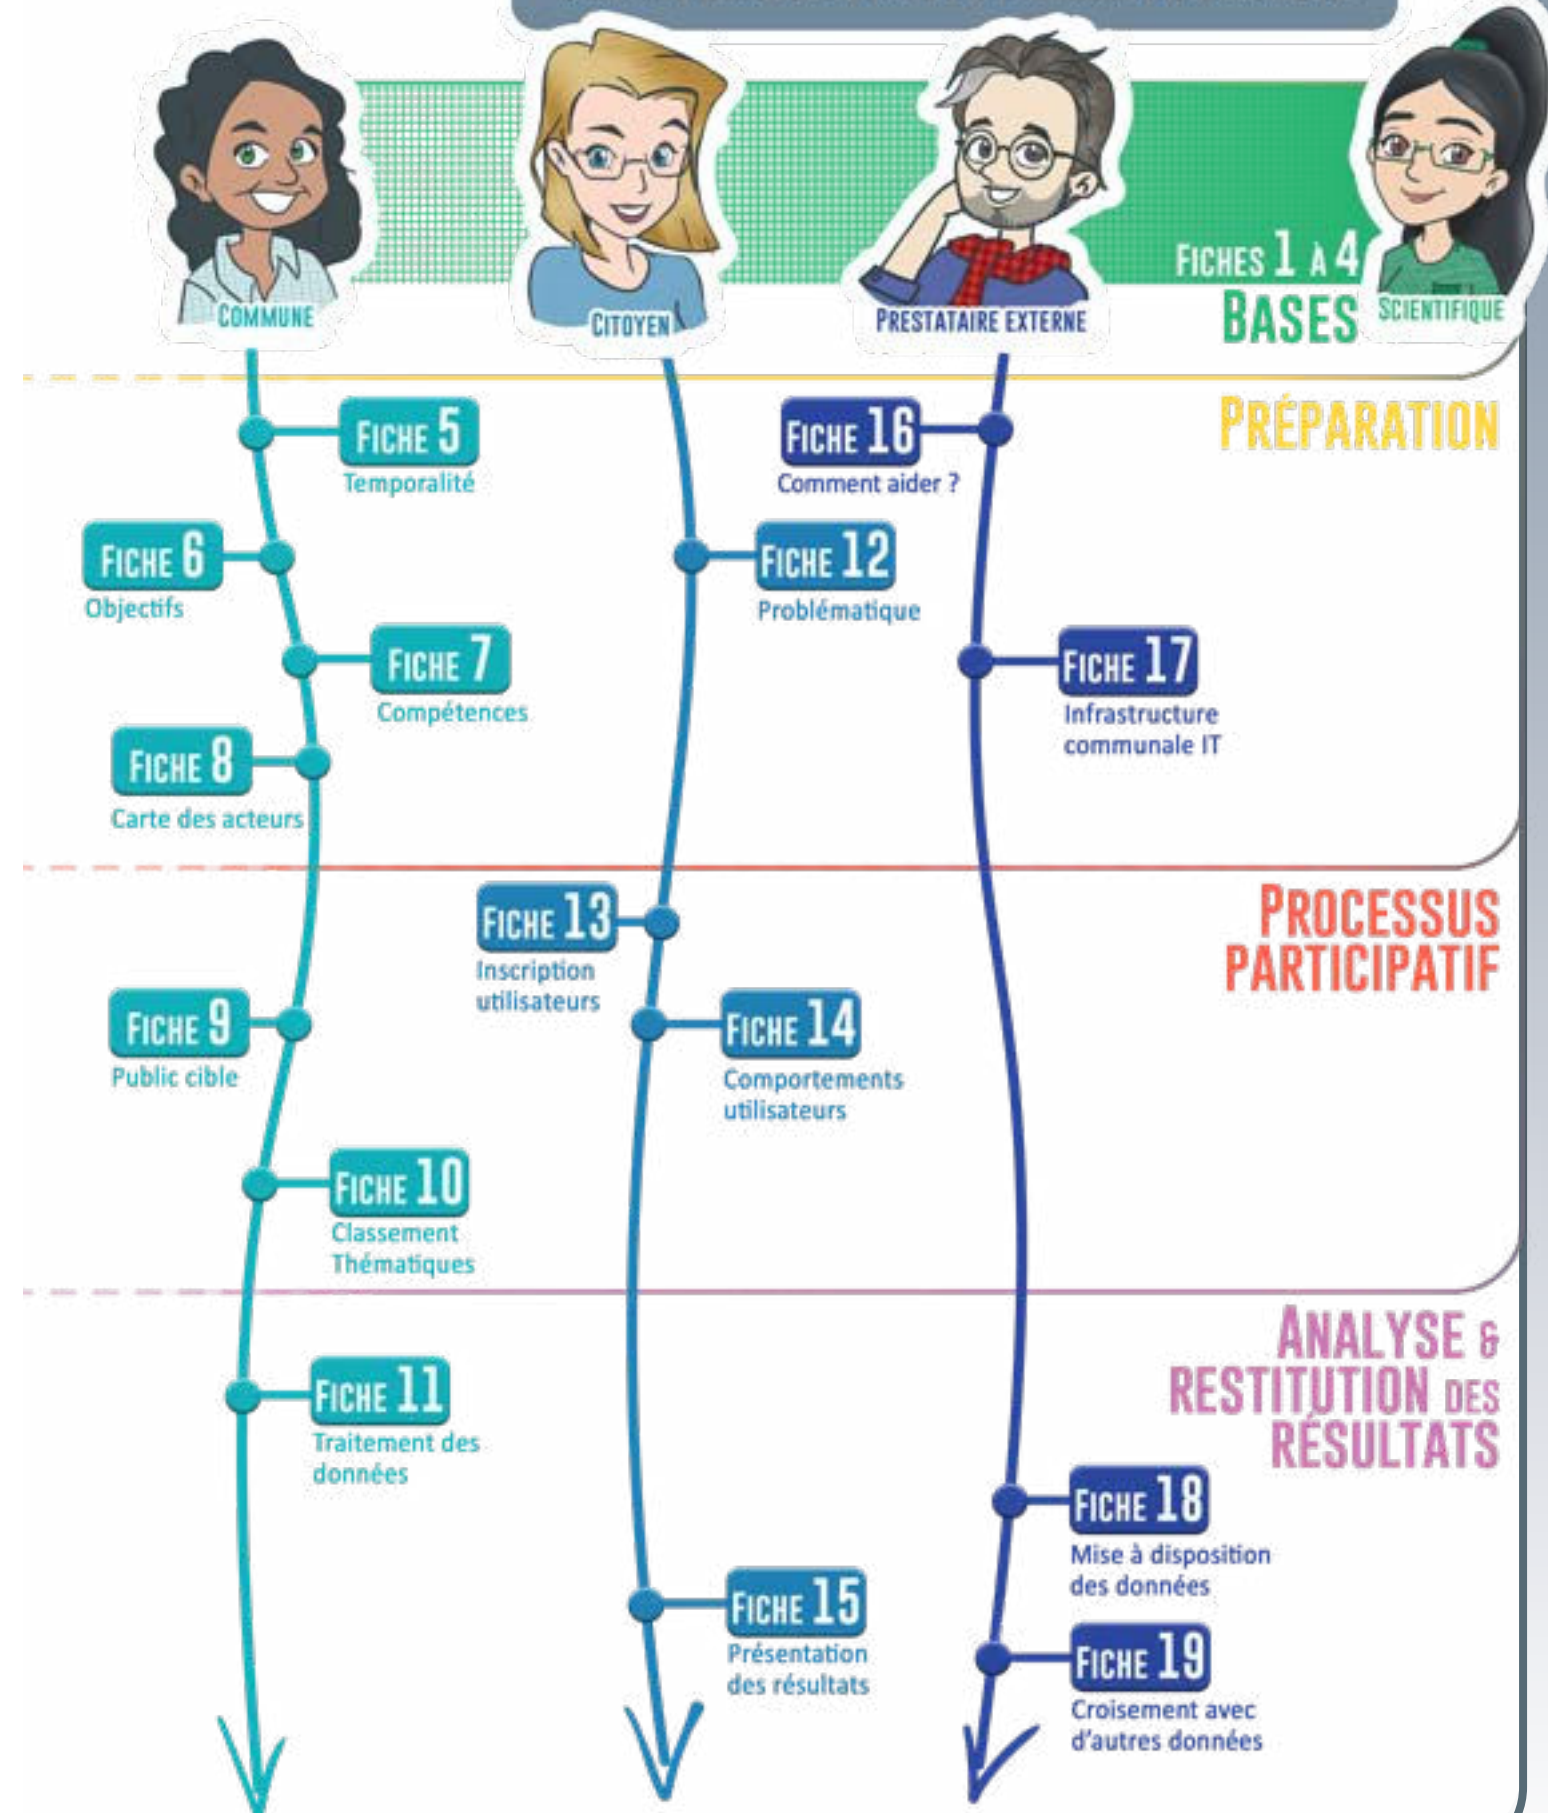 COMMUNE
CITOYEN
PRESTATAIRE EXTERNE
FICHES 1 À 4
BASES
SCIENTIFIQUE
PRÉPARATION
FICHE 5
Temporalité
FICHE 16
Comment aider ?
FICHE 6
Objectifs
FICHE 12
Problématique
FICHE 7
Compétences
FICHE 17
Infrastructure
communale IT
FICHE 8
Carte des acteurs
PROCESSUS
PARTICIPATIF
FICHE 13
Inscription
utilisateurs
FICHE 9
Public cible
FICHE 14
Comportements
utilisateurs
FICHE 10
Classement
Thématiques
ANALYSE &
RESTITUTION DES
RÉSULTATS
FICHE 11
Traitement des
données
FICHE 18
Mise à disposition
des données
FICHE 15
Présentation
des résultats
FICHE 19
Croisement avec
d'autres données